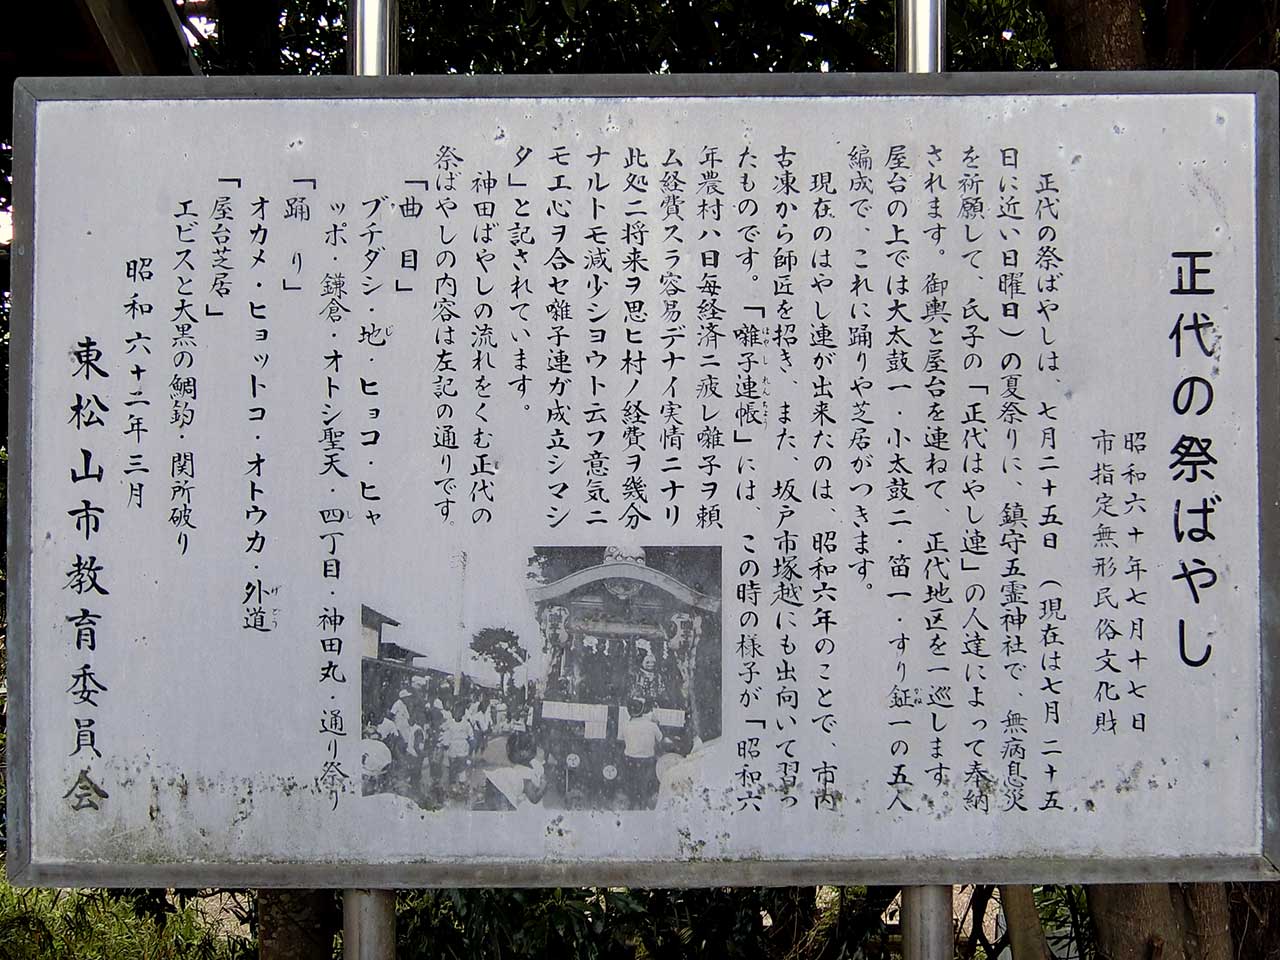 正代の祭ばやし
昭和六十年七月十七日
市指定無形民俗文化財
正代の祭ばやしは、七月二十五日(現在は七月二十五
日に近い日曜日)の夏祭りに、鎮守五霊神社で、無病息災
を祈願して、氏子の「正代はやし連」の人達によって奉納
されます。御輿と屋台を連ねて、正代地区を一巡します。
屋台の上では大太鼓一・小太鼓二・笛一・すり鉦一の五人
編成で、これに踊りや芝居がつきます。
現在のはやし連が出来たのは、昭和六年のことで、市内
古凍から師匠を招き、また、坂戸市塚越にも出向いて習っ
たものです。「囃子連帳」には、この時の様子が「昭和六
年農村ハ日毎経済ニ疲レ囃子ヲ頼
ム経費スラ容易デナイ実情ニナリ
此処ニ将来ヲ思ヒ村ノ経費ヲ幾分
ナルトモ減少シヨウト云フ意気ニ
モエ心ヲ合セ囃子連が成立シマシ
タ」と記されています。
神田ばやしの流れをくむ正代の
祭ばやしの内容は左記の通りです。
「曲目」
ブチダシ・地・ヒョコ・ヒャ
ッポ・鎌倉・オトシ聖天・四丁目・神田丸・通り祭り
「踊り」
オカメ・ヒョットコ・オトウカ・外道
「屋台芝居」
エビスと大黒の鯛釣・関所破り
昭和六十二年三月
東松山市教育委員会